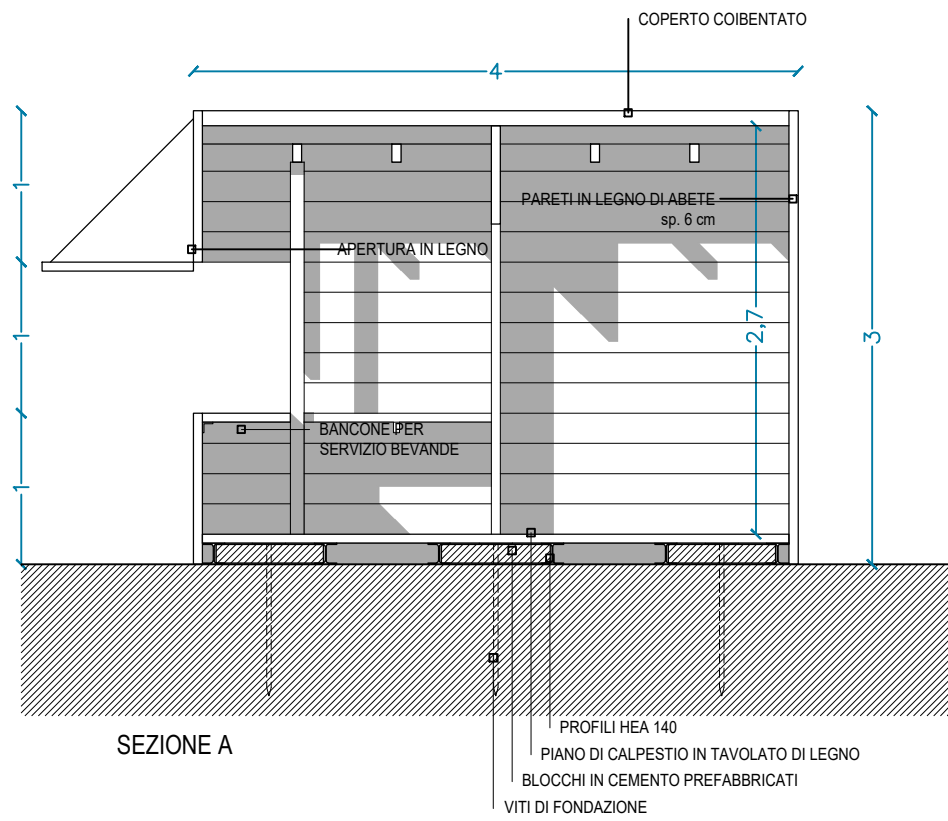 COPERTO COIBENTATO
4
1
PARETI IN LEGNO DI ABETE
sp. 6 cm
APERTURA IN LEGNO
1
2,7
3
BANCONE PER
SERVIZIO BEVANDE
1
PROFILI HEA 140
SEZIONE A
PIANO DI CALPESTIO IN TAVOLATO DI LEGNO
BLOCCHI IN CEMENTO PREFABBRICATI
VITI DI FONDAZIONE